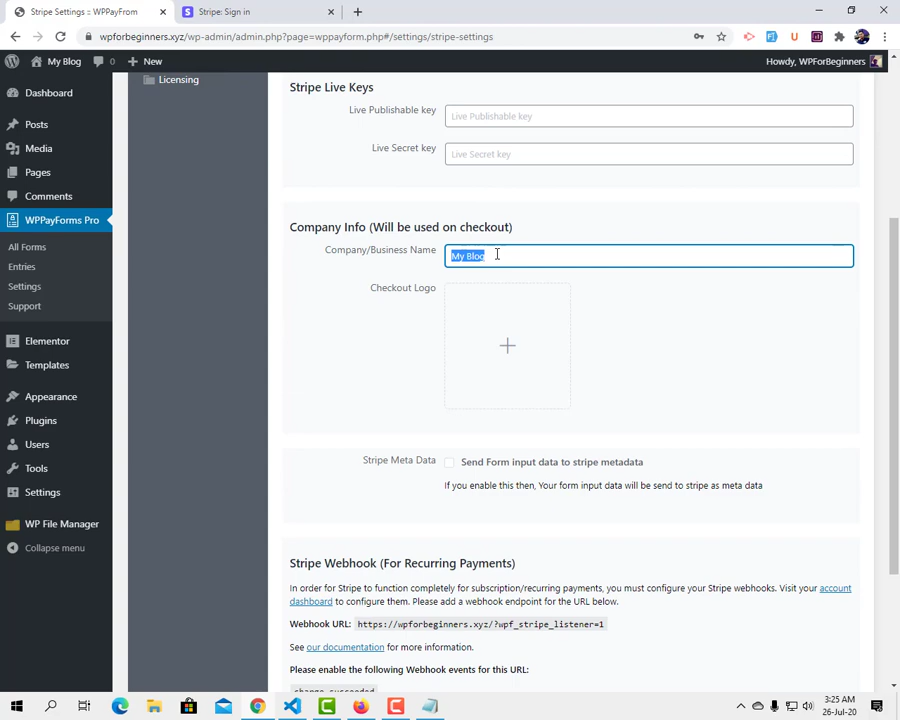 Stripe Settings :: WPPayFrom
Stripe: Sign in
wpforbeginners.xyz/wp-admin/admin.php?page=wppayform.php#/settings/stripe-settings
My Blog
0
New
Howdy, WPForBeginners
Dashboard
Posts
Media
Pages
Comments
WPPayForms Pro
All Forms
Entries
Settings
Support
Elementor
Templates
Appearance
Plugins
Users
Tools
Settings
WP File Manager
Collapse menu
Licensing
Stripe Live Keys
Live Publishable key
Live Publishable key
Live Secret key
Live Secret key
Company Info (Will be used on checkout)
Company/Business Name
My Blog
Checkout Logo
Stripe Meta Data
Send Form input data to stripe metadata
If you enable this then, Your form input data will be send to stripe as meta data
Stripe Webhook (For Recurring Payments)
In order for Stripe to function completely for subscription/recurring payments, you must configure your Stripe webhooks. Visit your account
dashboard to configure them. Please add a webhook endpoint for the URL below.
Webhook URL: https://wpforbeginners.xyz/?wpf_stripe_listener=1
See our documentation for more information.
Please enable the following Webhook events for this URL:
charge.succeeded
3:25 AM
26-Jul-20